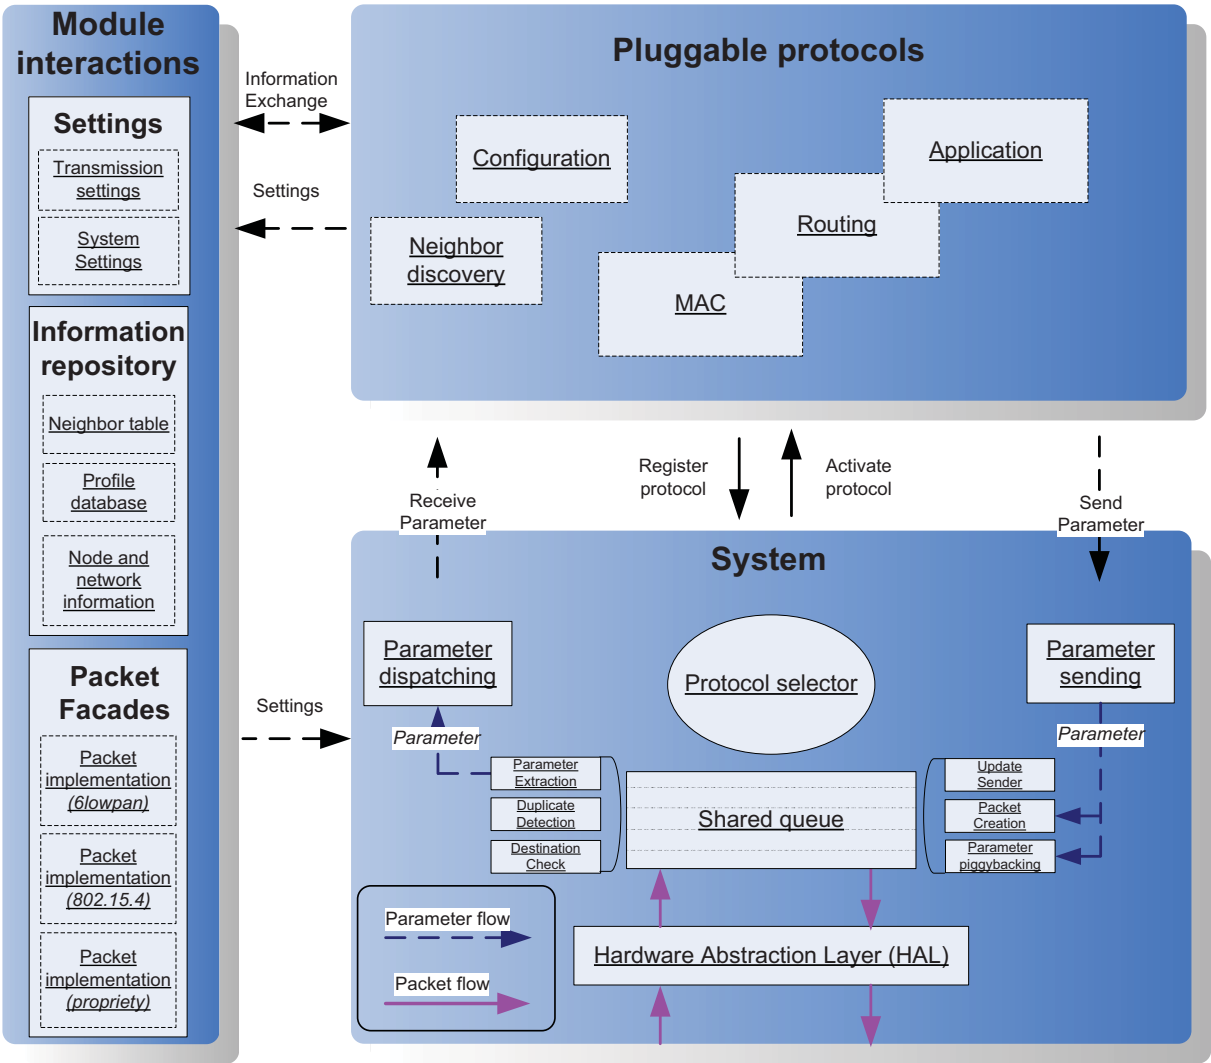 Module
interactions
Settings
Transmission
settings
System
Settings
Information
repository
Neighbor table
Profile
database
Node and
network
information
Packet
Facades
Packet
implementation
(6lowpan)
Packet
implementation
(802.15.4)
Packet
implementation
(propriety)
Information
Exchange
Settings
Settings
Pluggable protocols
Configuration
Application
Routing
Neighbor
discovery
MAC
Receive
Parameter
Register
protocol
Activate
protocol
Send
Parameter
System
Parameter
dispatching
Protocol selector
Parameter
sending
Parameter
Parameter
Parameter
Extraction
Duplicate
Detection
Destination
Check
Shared queue
Update
Sender
Packet
Creation
Parameter
piggybacking
Parameter flow
Packet flow
Hardware Abstraction Layer (HAL)